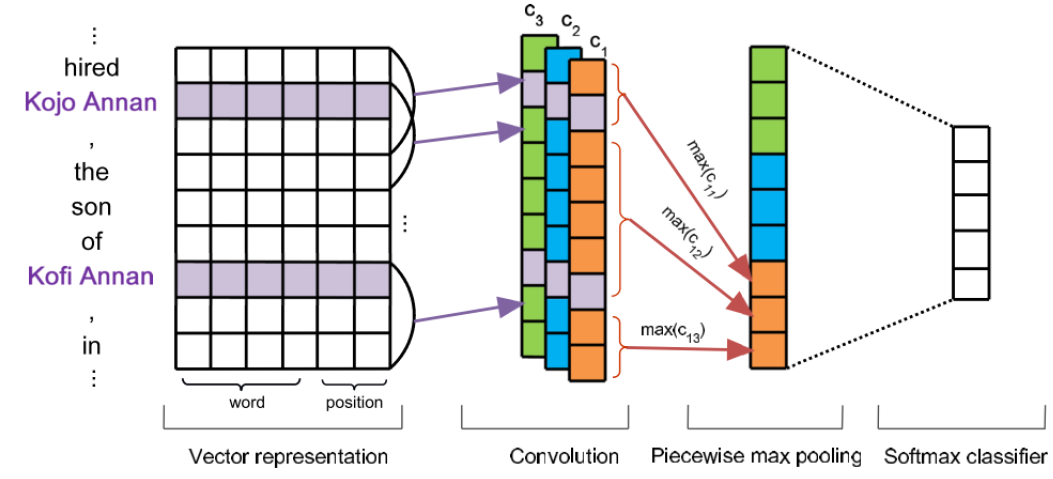 ⋮
hired
Kojo Annan
,
the
son
of
Kofi Annan
,
in
⋮
word
position
...
c3
c2
c1
max(c11)
max(c12)
max(c13)
Vector representation
Convolution
Piecewise max pooling
Softmax classifier